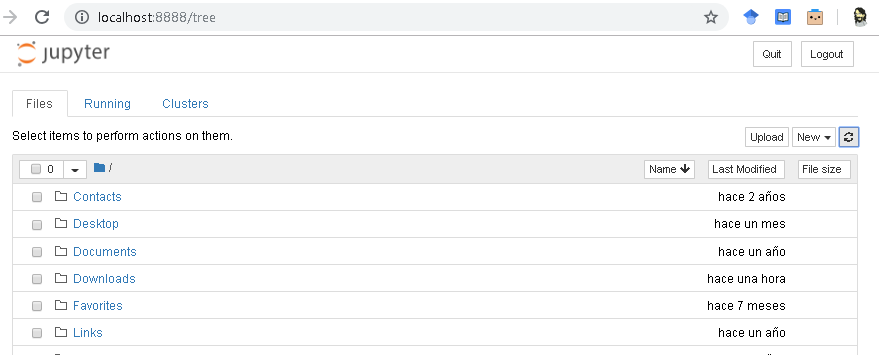 localhost:8888/tree
jupyter Quit Logout
Files Running Clusters
Select items to perform actions on them. Upload New
0 / Name Last Modified File size
Contacts hace 2 años
Desktop hace un mes
Documents hace un año
Downloads hace una hora
Favorites hace 7 meses
Links hace un año